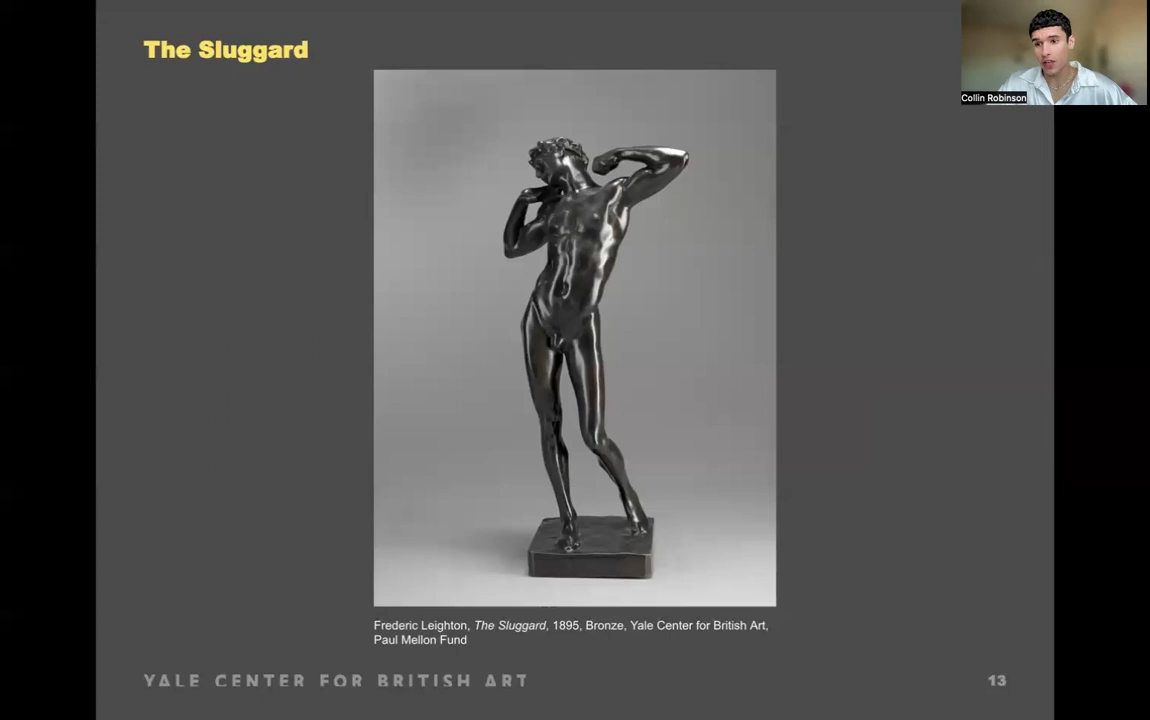 The Sluggard
Collin Robinson
Frederic Leighton, The Sluggard, 1895, Bronze, Yale Center for British Art,
Paul Mellon Fund
YALE CENTER FOR BRITISH ART
13